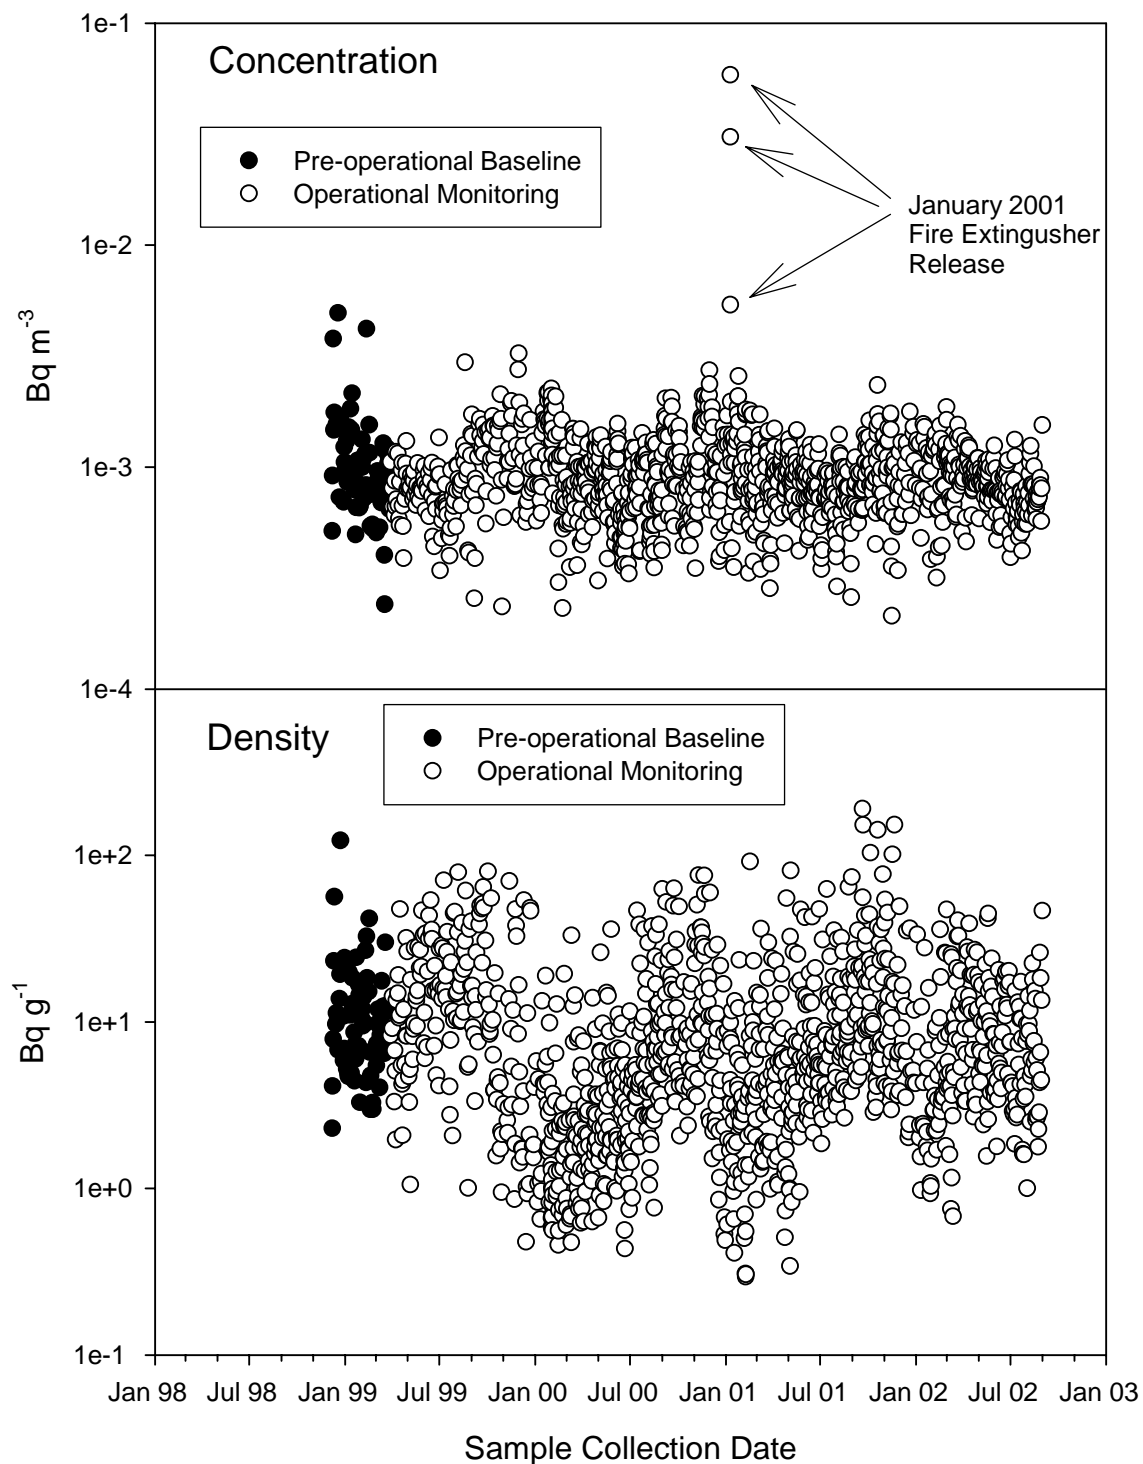 1e-1
Concentration
Pre-operational Baseline
Operational Monitoring
January 2001
Fire Extingusher
Release
1e-2
Bq m⁻³
1e-3
1e-4
Density
Pre-operational Baseline
Operational Monitoring
1e+2
Bq g⁻¹
1e+1
1e+0
1e-1
Jan 98 Jul 98 Jan 99 Jul 99 Jan 00 Jul 00 Jan 01 Jul 01 Jan 02 Jul 02 Jan 03
Sample Collection Date